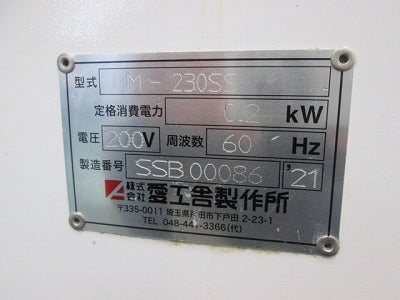 型式 MM-230SS
定格消費電力 0.2 kW
電圧 200V 周波数 60 Hz
製造番号 SSB00086 '21
株式会社 愛工舎製作所
〒335-0011 埼玉県戸田市下戸田 2-23-1
TEL 048-441-3366(代)